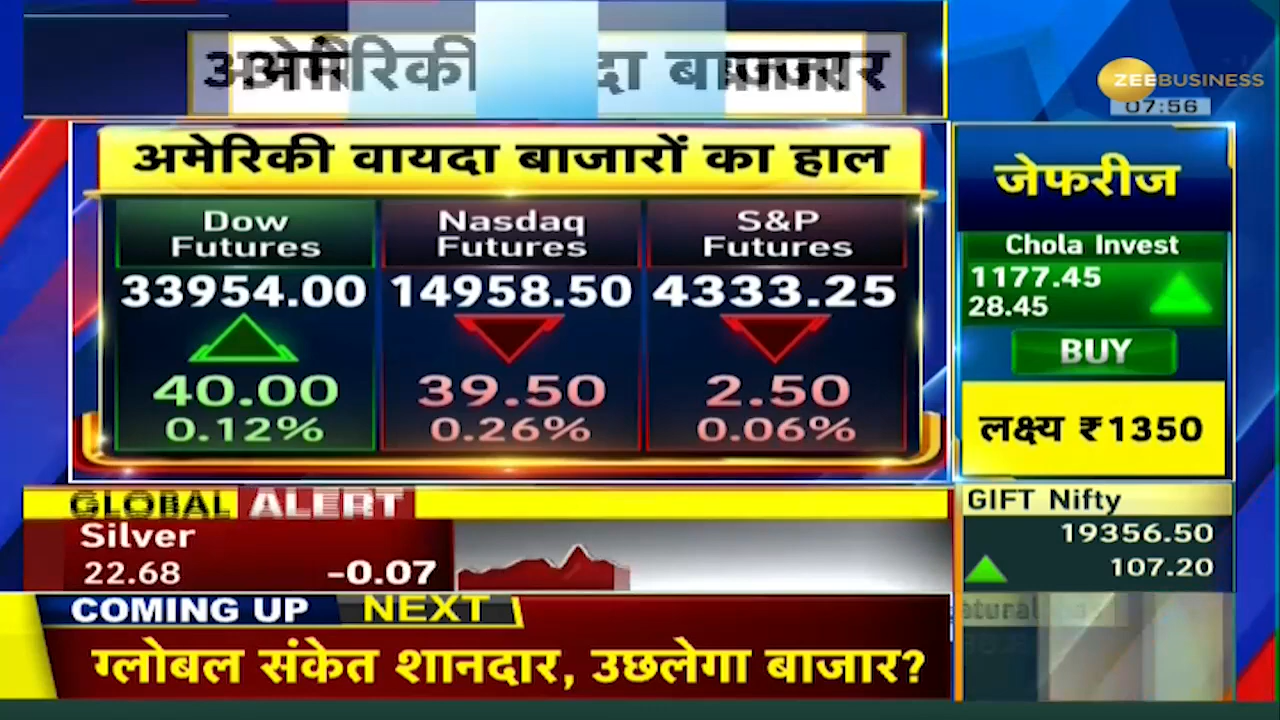 ZEEBUSINESS
07:56
अमेरिकी वायदा बाजारों का हाल
Dow Futures
33954.00
40.00
0.12%
Nasdaq Futures
14958.50
39.50
0.26%
S&P Futures
4333.25
2.50
0.06%
जेफरीज
Chola Invest
1177.45
28.45
BUY
लक्ष्य ₹1350
GLOBAL ALERT
Silver
22.68 -0.07
GIFT Nifty
19356.50
107.20
COMING UP NEXT
ग्लोबल संकेत शानदार, उछलेगा बाजार?